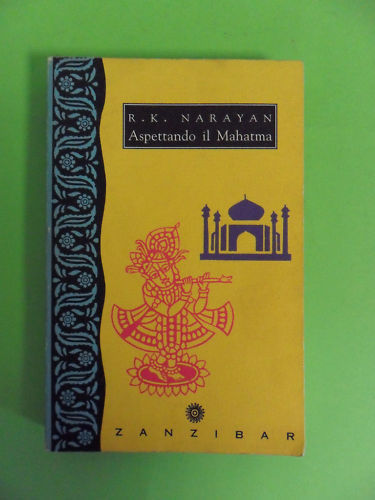 R.K. NARAYAN
Aspettando il Mahatma
ZANZIBAR